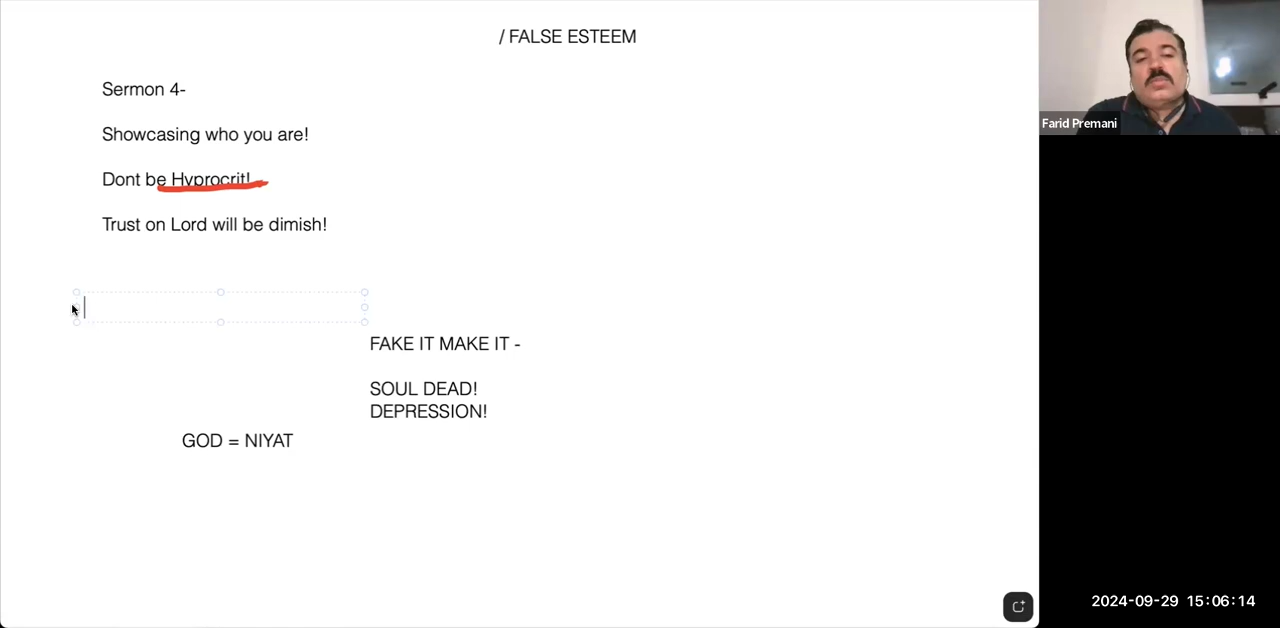 / FALSE ESTEEM
Sermon 4-
Showcasing who you are!
Dont be Hyprocrit!
Trust on Lord will be dimish!
FAKE IT MAKE IT -
SOUL DEAD!
DEPRESSION!
GOD = NIYAT
Farid Premani
2024-09-29 15:06:14